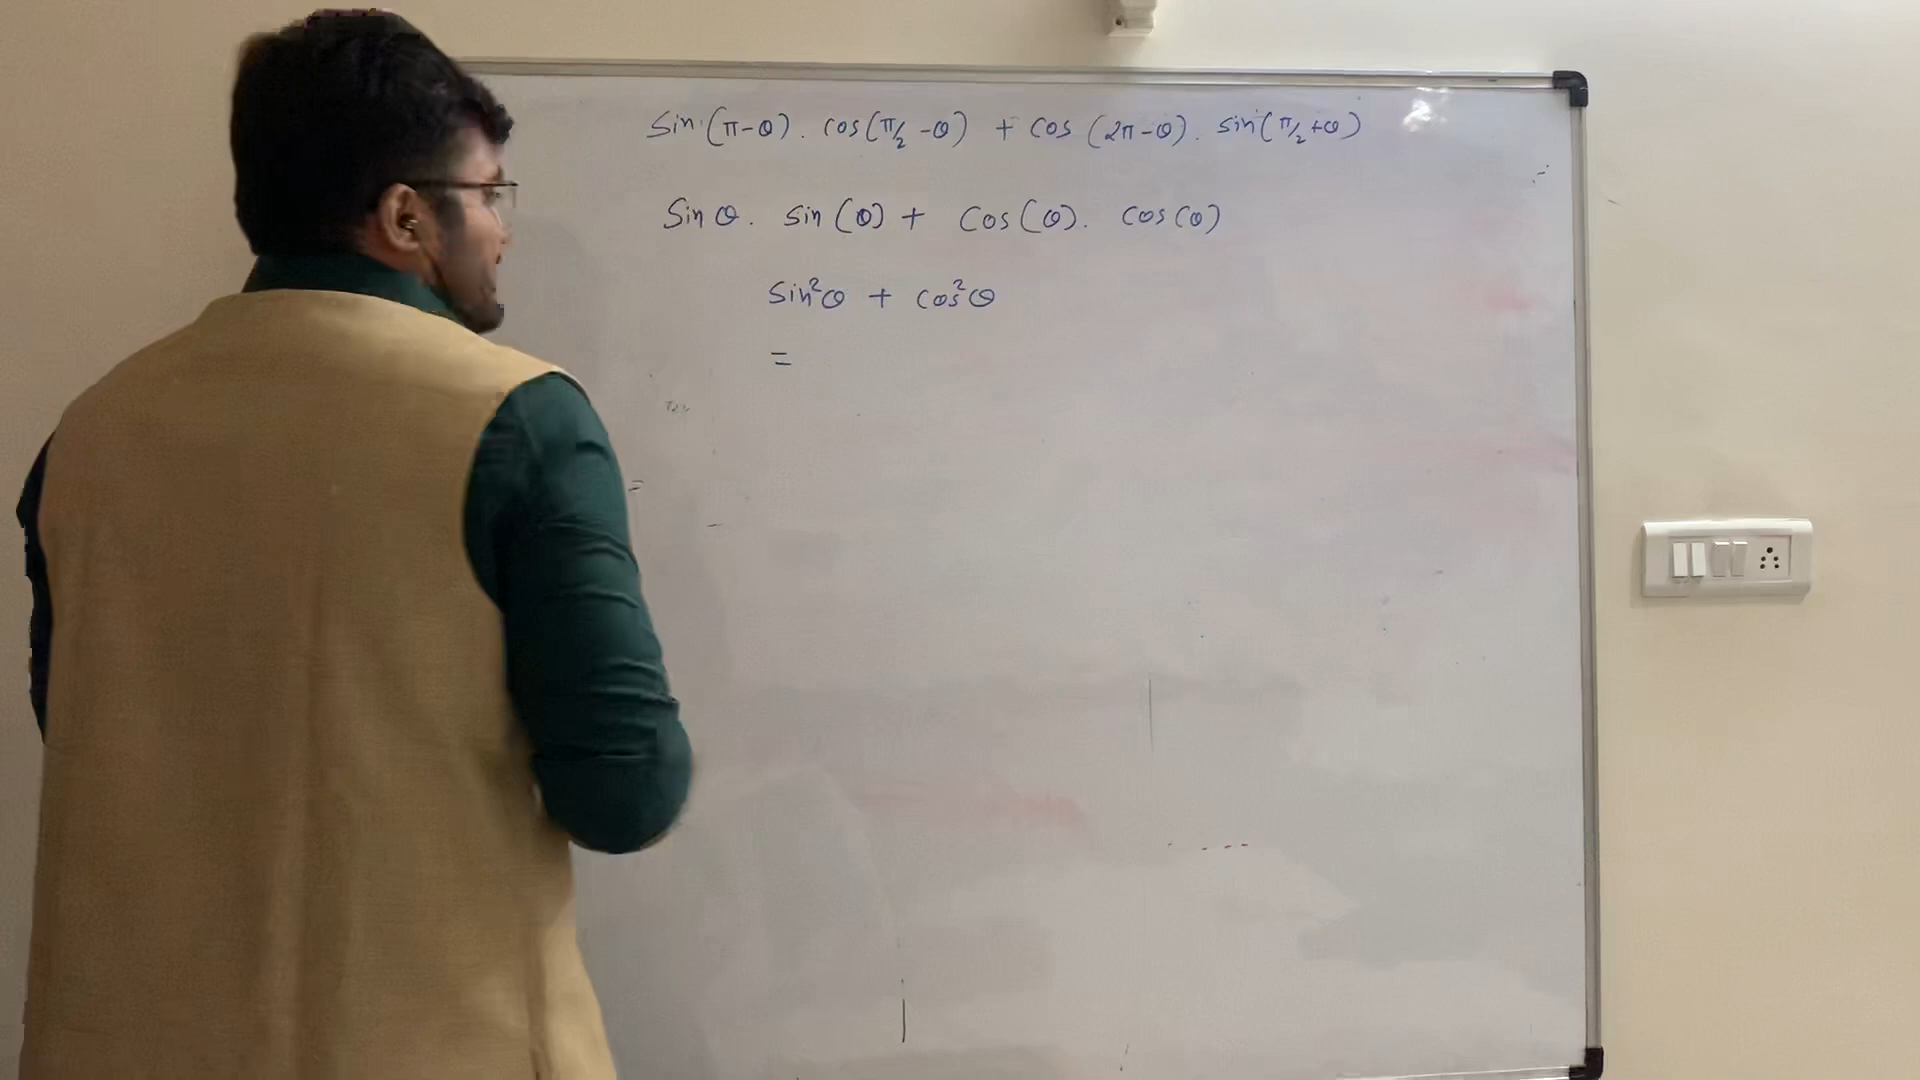 Sin (π-θ) . cos(π/2 -θ) + cos (2π-θ) . sin(π/2+θ)
Sin θ . sin (θ) + cos(θ) . cos (θ)
Sin²θ + cos²θ
=